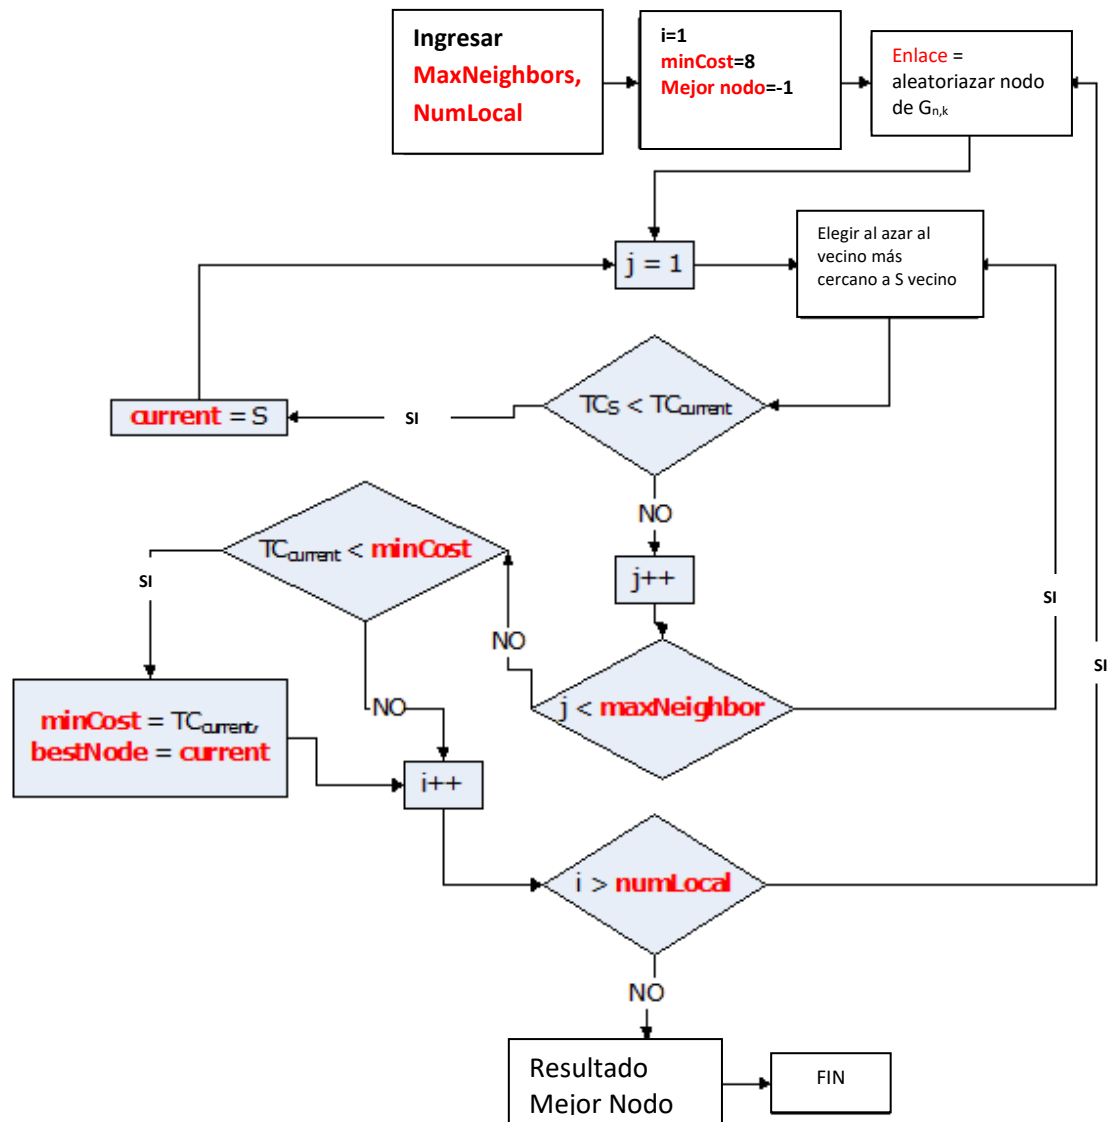 Ingresar
MaxNeighbors,
NumLocal
i=1
minCost=8
Mejor nodo=-1
Enlace =
aleatoriazar nodo
de Gn,k
j = 1
Elegir al azar al
vecino más
cercano a S vecino
TCS < TCcurrent
SI
current = S
NO
j++
TCcurrent < minCost
SI
SI
NO
SI
j < maxNeighbor
NO
minCost = TCcurrent,
bestNode = current
i++
i > numLocal
NO
Resultado
Mejor Nodo
FIN